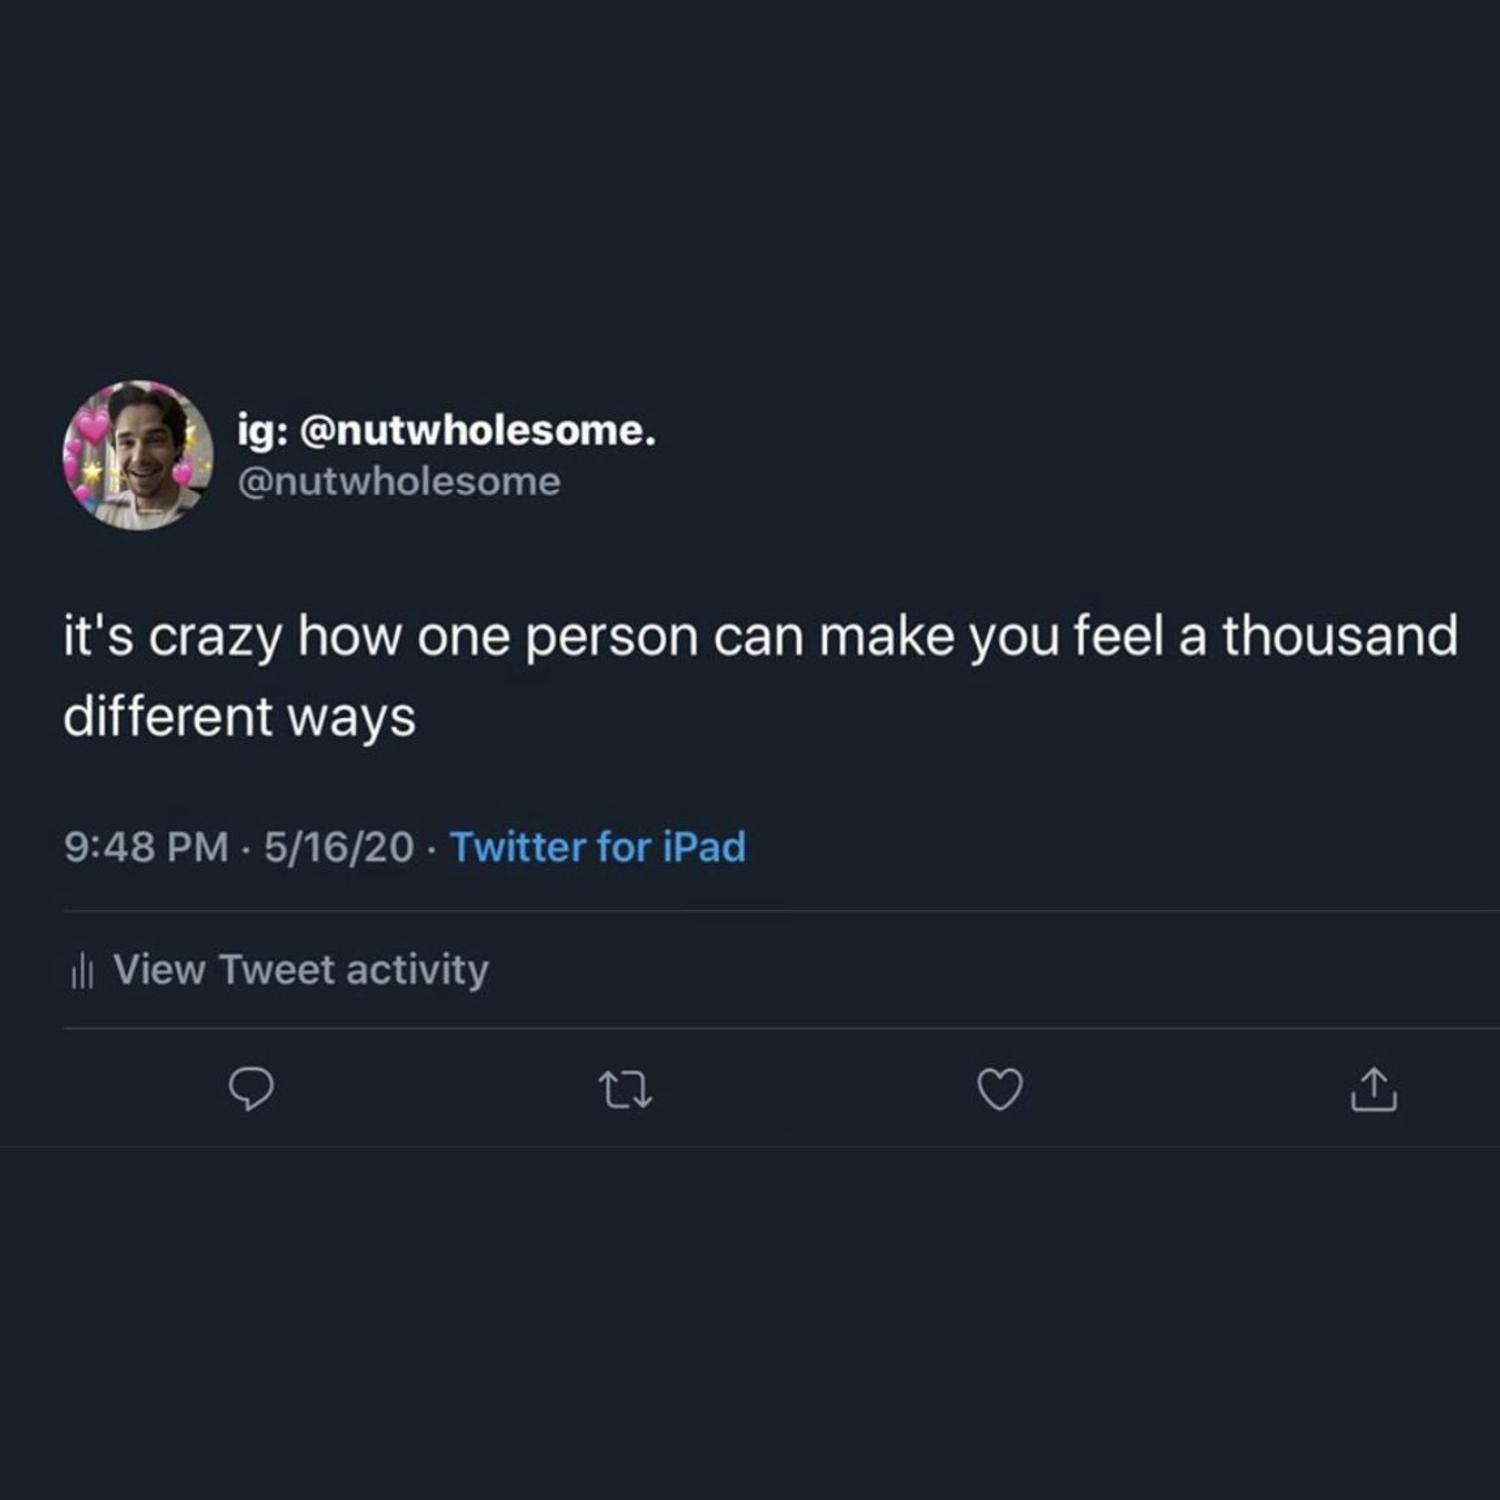 ig: @nutwholesome.
@nutwholesome
it's crazy how one person can make you feel a thousand
different ways
9:48 PM · 5/16/20 · Twitter for iPad
View Tweet activity